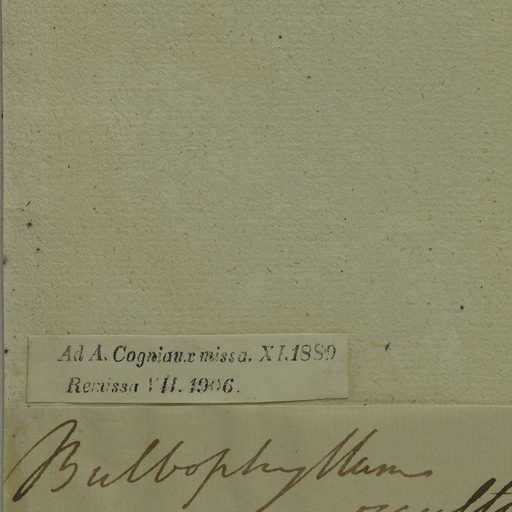 Ad A. Cogniaux missa. XI.1889
Remissa VII. 1906.
Bulbophyllum